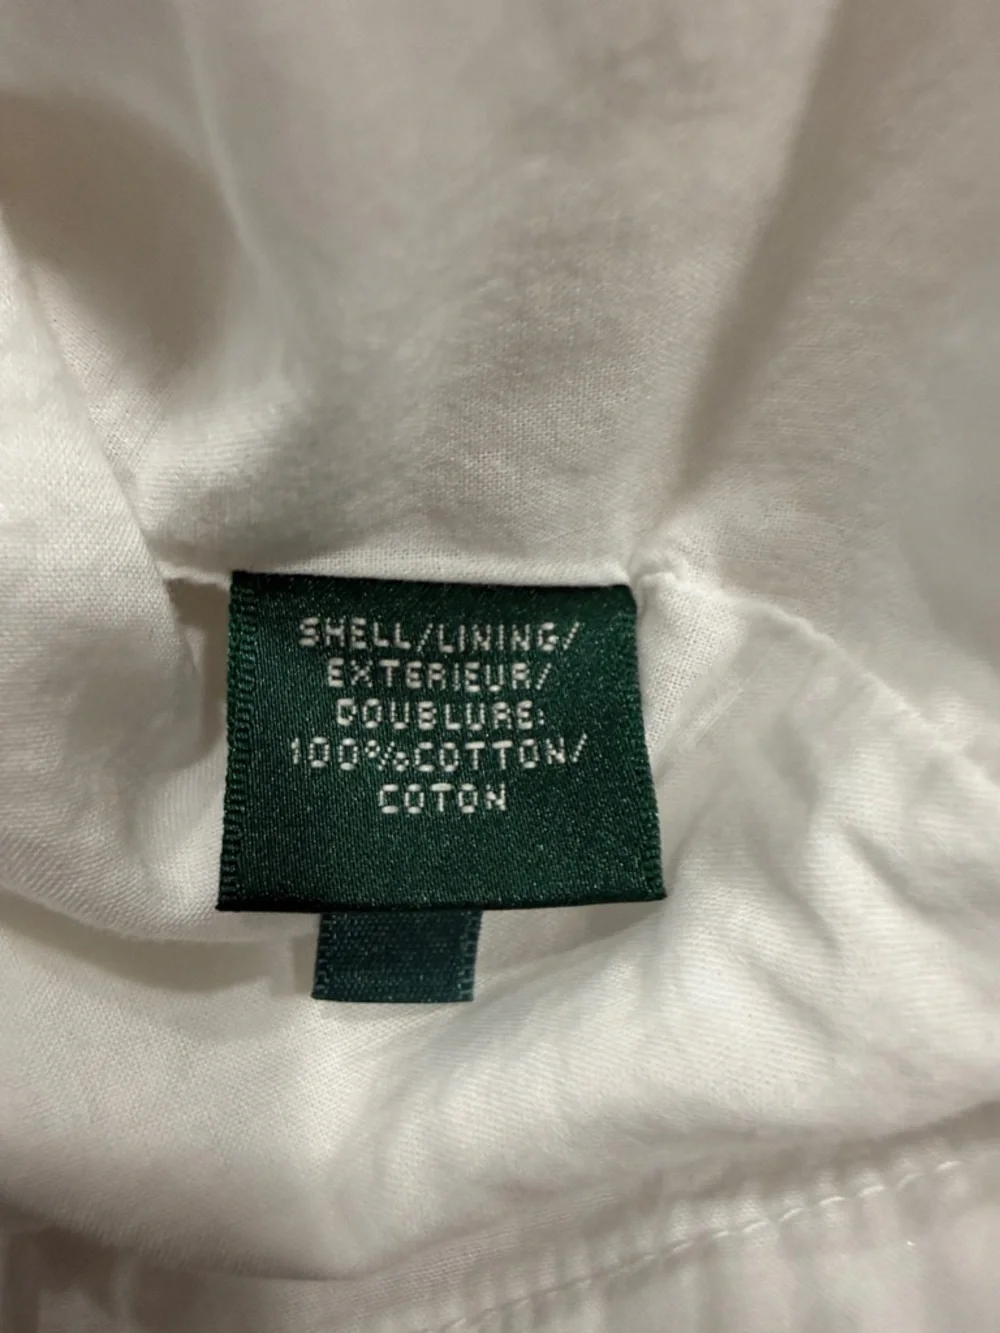 SHELL/LINING/
EXTERIEUR/
DOUBLURE:
100%COTTON/
COTON